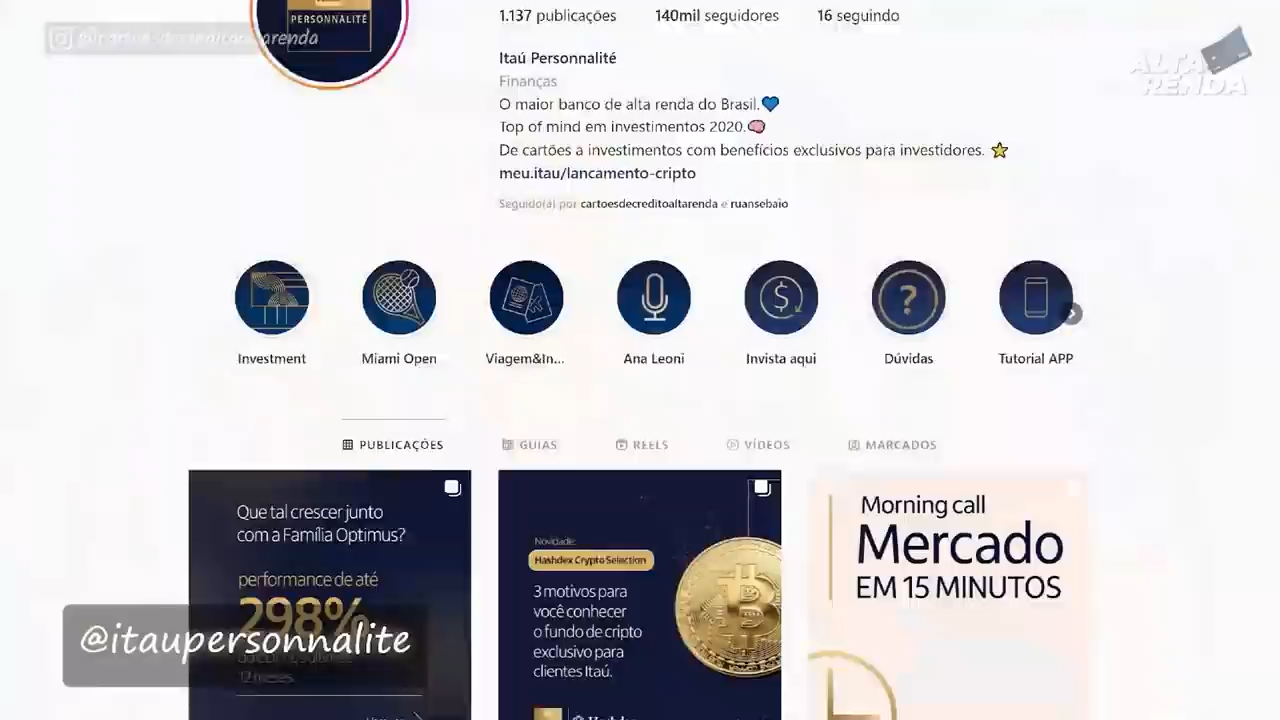 PERSONNALITÉ
1.137 publicações 140mil seguidores 16 seguindo
ALTA
RENDA
Itaú Personnalité
Finanças
O maior banco de alta renda do Brasil.💙
Top of mind em investimentos 2020.🧠
De cartões a investimentos com benefícios exclusivos para investidores. ⭐
meu.itau/lancamento-cripto
Seguido(a) por cartoesdecreditoaltarenda e ruansebaio
Investment
Miami Open
Viagem&In...
Ana Leoni
Invista aqui
Dúvidas
Tutorial APP
PUBLICAÇÕES
GUIAS
REELS
VÍDEOS
MARCADOS
Que tal crescer junto
com a Família Optimus?
performance de até
298%
12 meses
@itaupersonnalite
Novidade:
Hashdex Crypto Selection
3 motivos para
você conhecer
o fundo de cripto
exclusivo para
clientes Itaú.
Morning call
Mercado
EM 15 MINUTOS